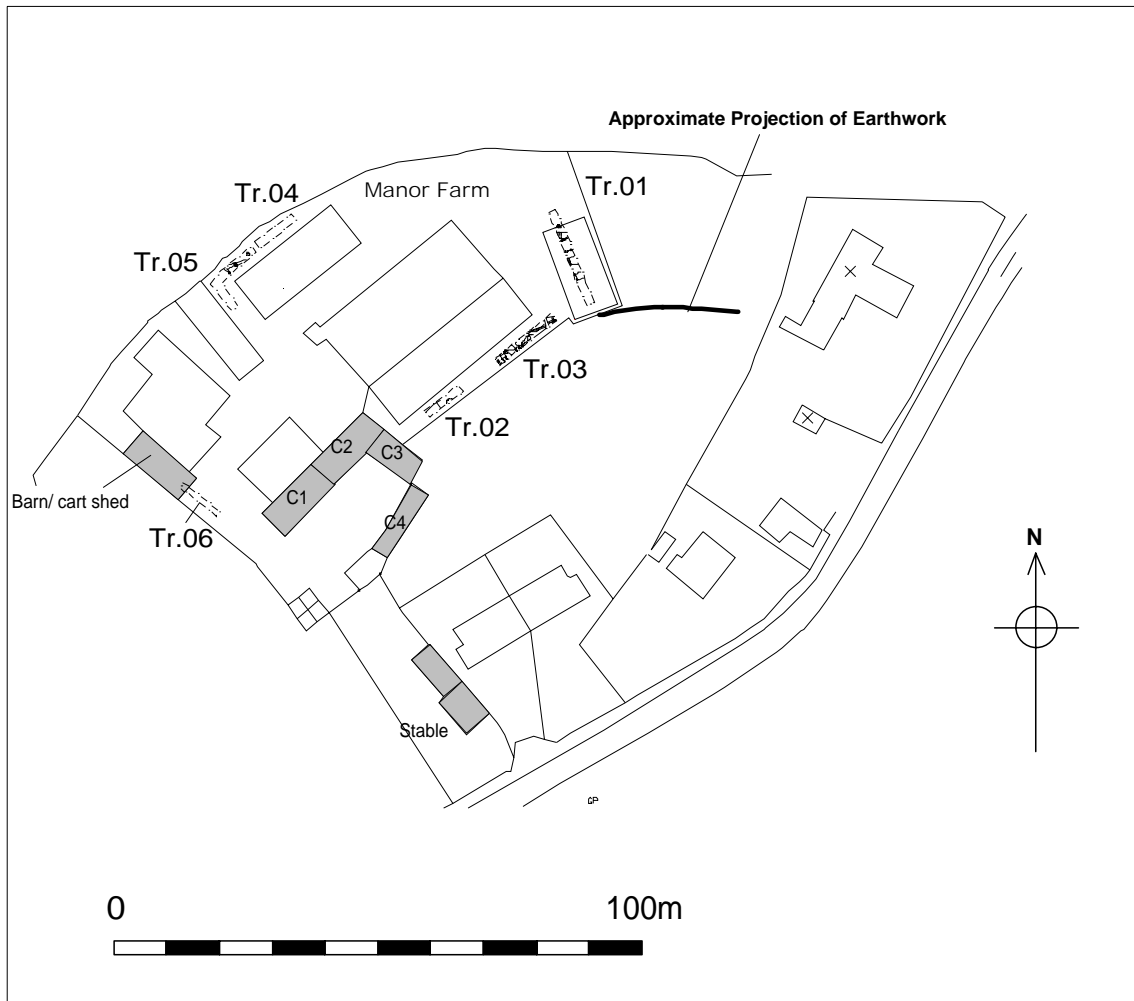 Approximate Projection of Earthwork
Tr.01
Tr.04
Manor Farm
Tr.05
Tr.03
Tr.02
C2
C3
C1
Barn/ cart shed
C4
Tr.06
N
Stable
GP
0
100m